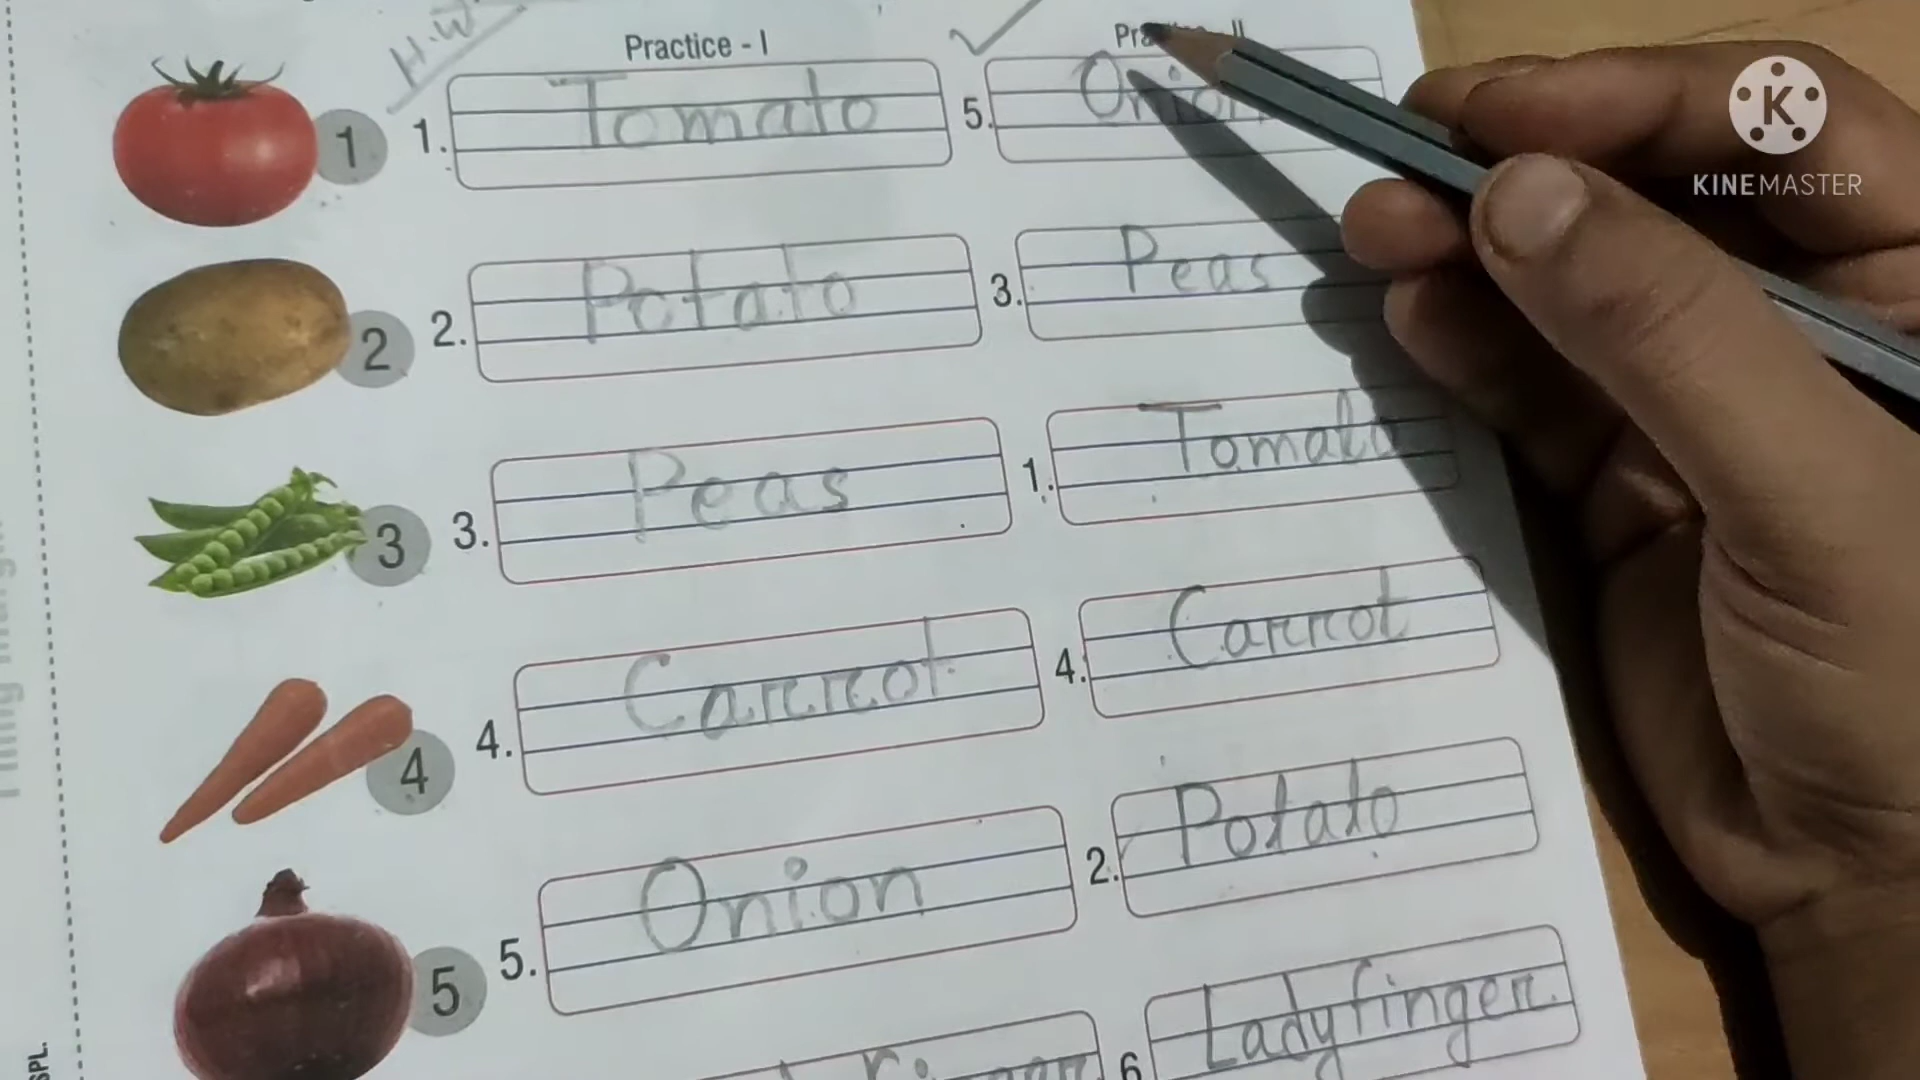 H.W
Practice - I
1 1. Tomato
5. Onion
2 2. Potato
3. Peas
3 3. Peas
1. Tomato
4 4. Carrot
4. Carrot
5 5. Onion
2. Potato
6 Ladyfinger
SPL.
K
KINEMASTER